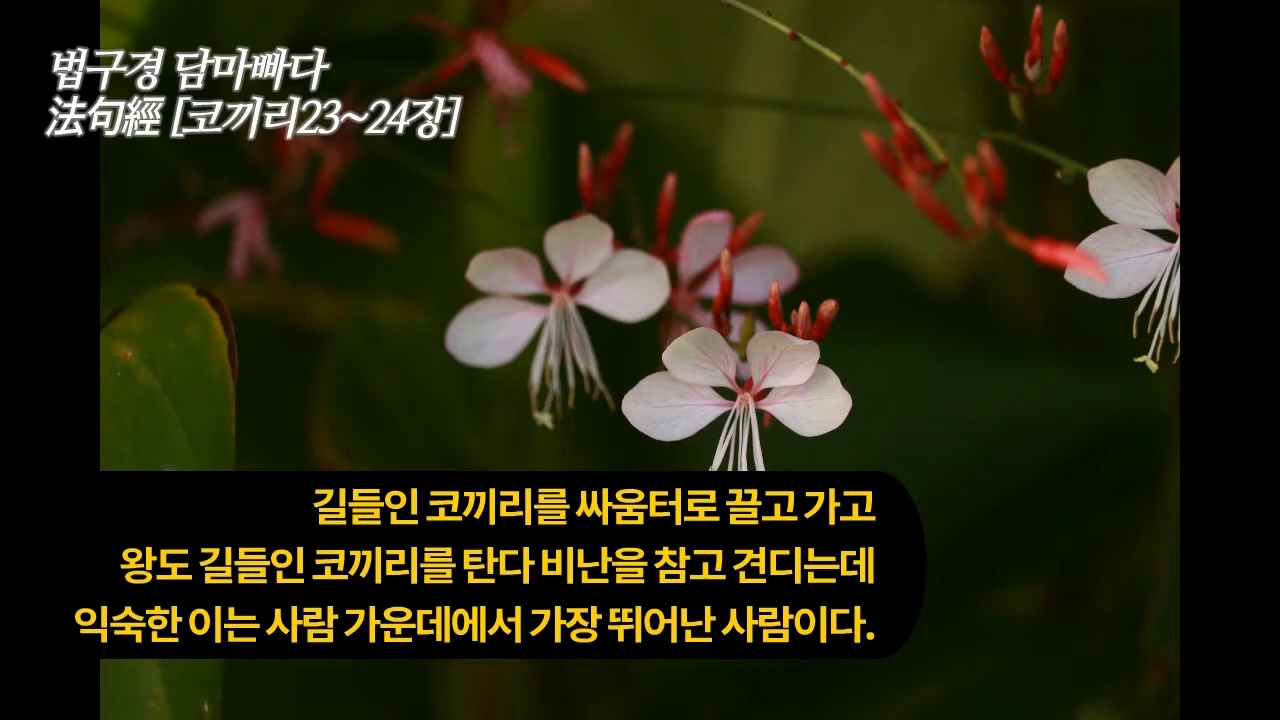 법구경 담마빠다
法句經 [코끼리23~24장]
길들인 코끼리를 싸움터로 끌고 가고
왕도 길들인 코끼리를 탄다 비난을 참고 견디는데
익숙한 이는 사람 가운데에서 가장 뛰어난 사람이다.